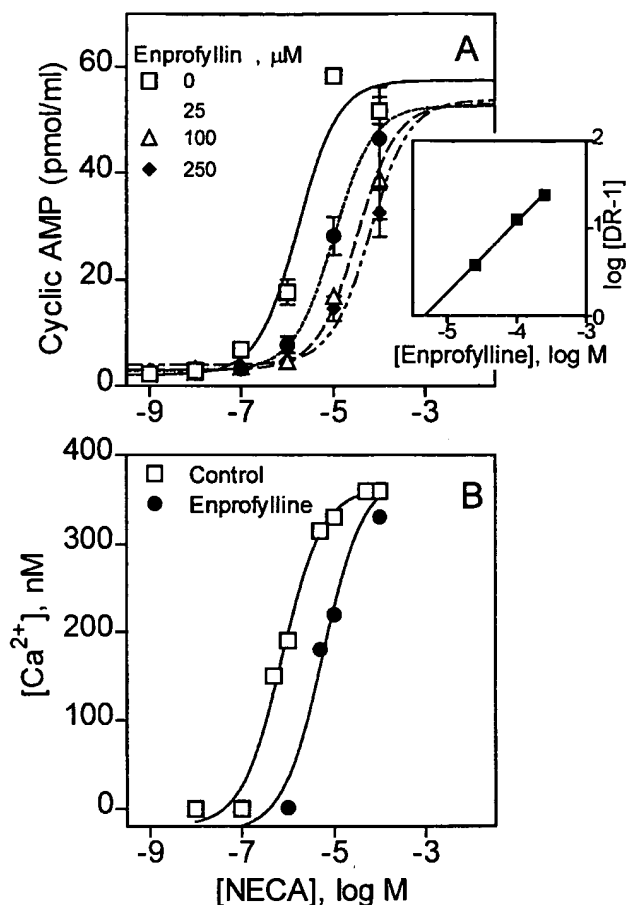 A
Enprofyllin , µM
0
25
100
250
Cyclic AMP (pmol/ml)
60
40
20
0
-9
-7
-5
-3
2
1
0
log [DR-1]
-5
-4
-3
[Enprofylline], log M
B
Control
Enprofylline
[Ca2+], nM
400
300
200
100
0
-9
-7
-5
-3
[NECA], log M